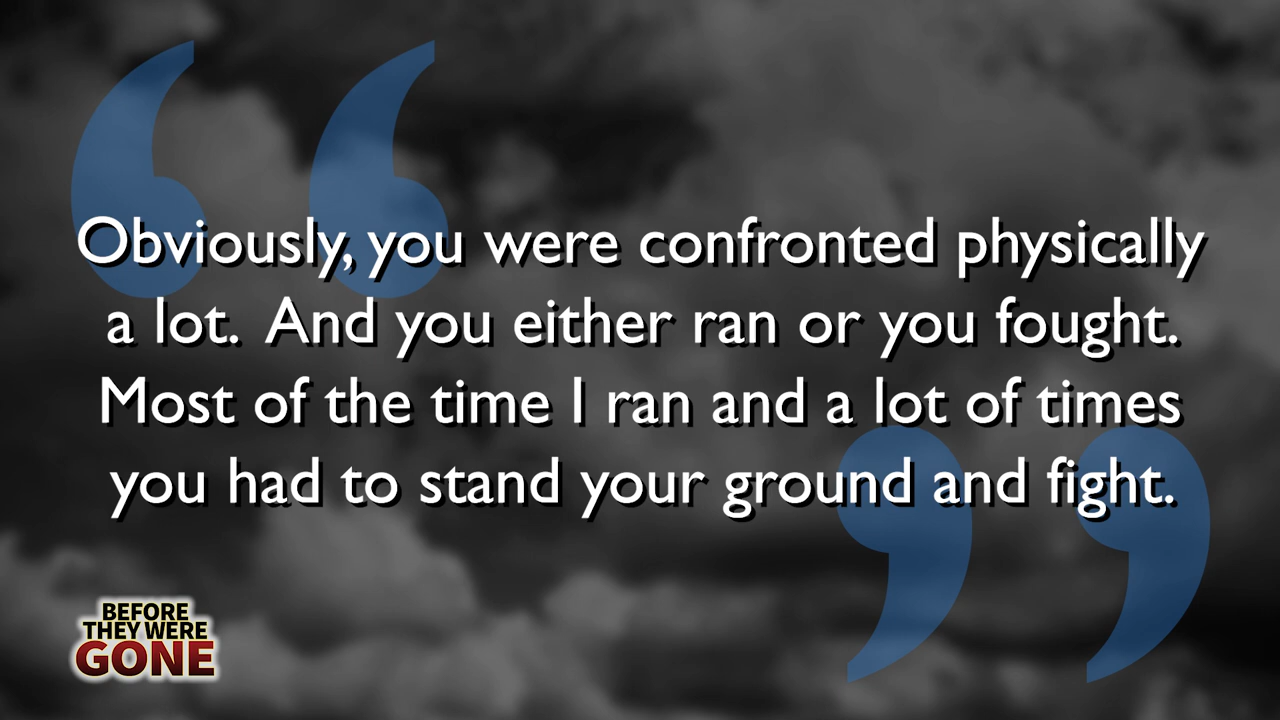 Obviously, you were confronted physically
a lot.  And you either ran or you fought.
Most of the time I ran and a lot of times
you had to stand your ground and fight.
BEFORE
THEY WERE
GONE